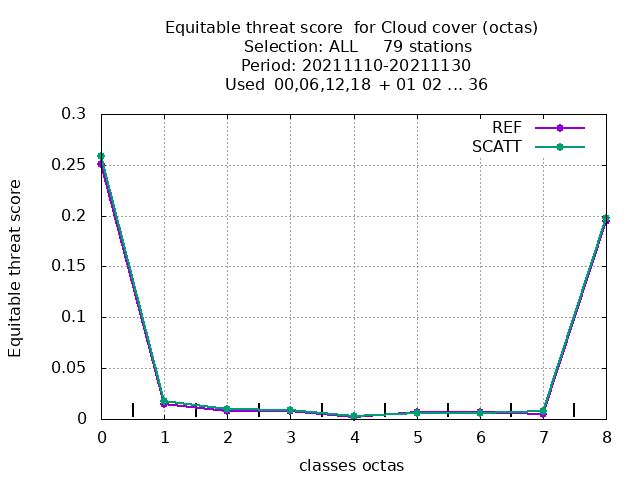 Equitable threat score  for Cloud cover (octas)
Selection: ALL     79 stations
Period: 20211110-20211130
Used  00,06,12,18 + 01 02 ... 36
REF
SCATT
0.3
0.25
0.2
0.15
0.1
0.05
0
Equitable threat score
0 1 2 3 4 5 6 7 8
classes octas